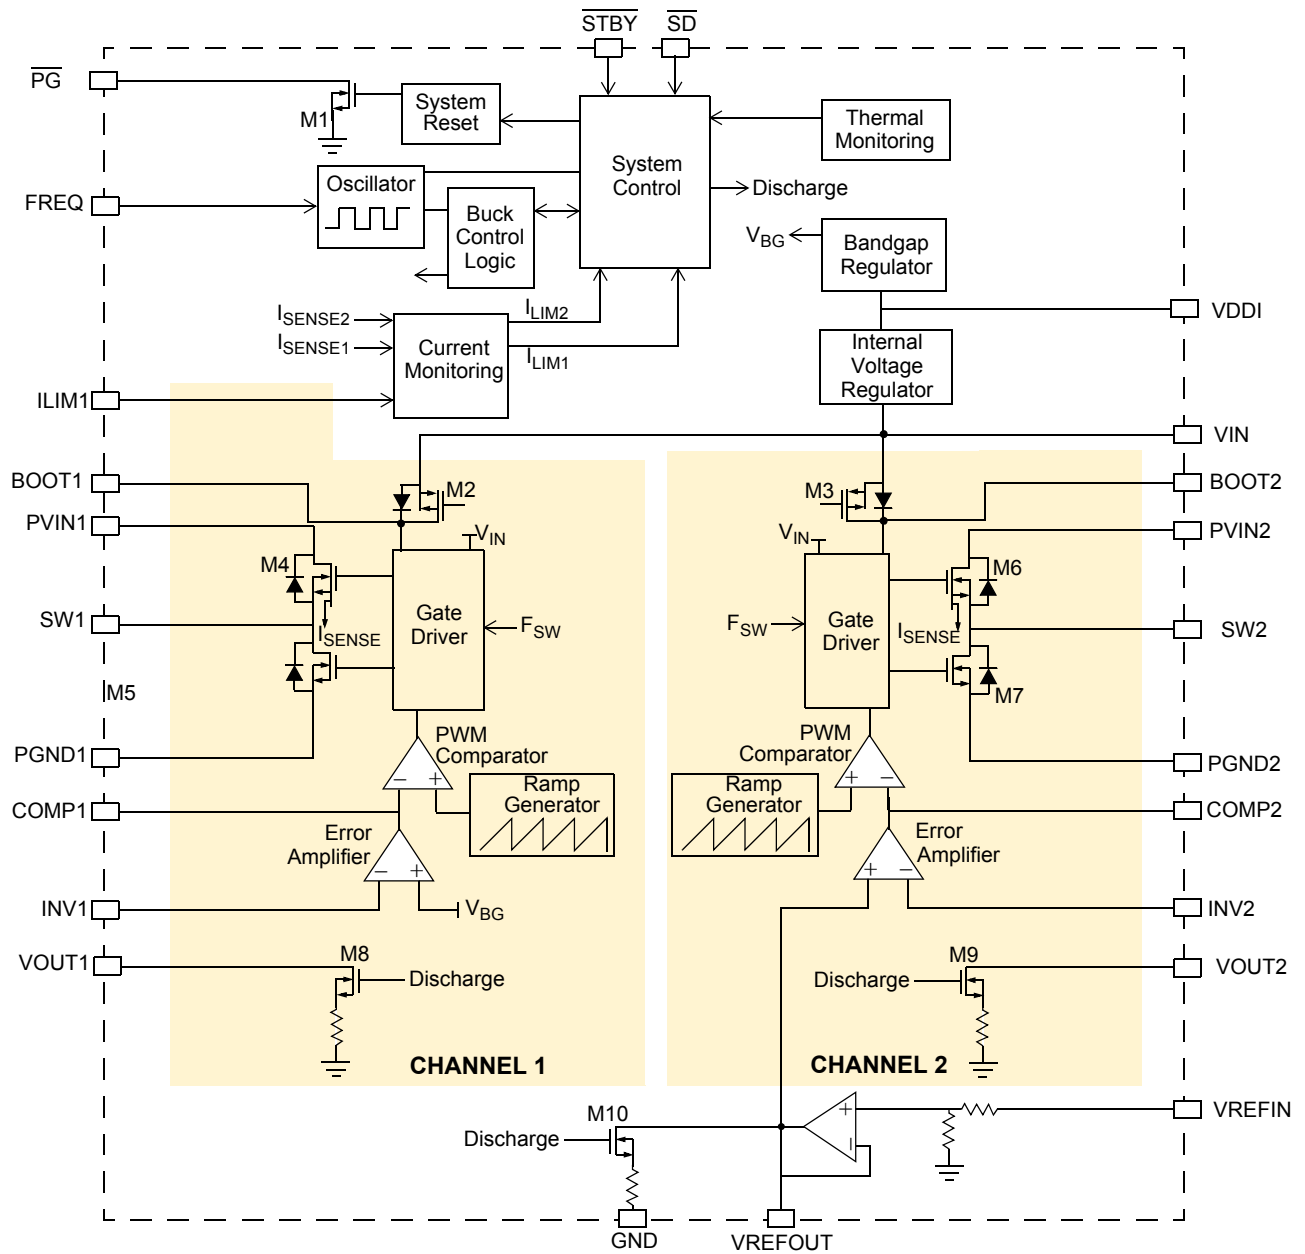 STBY
SD
PG
M1
System
Reset
System
Control
Thermal
Monitoring
FREQ
Oscillator
Buck
Control
Logic
Discharge
VBG
Bandgap
Regulator
VDDI
ISENSE2
ISENSE1
ILIM2
ILIM1
Current
Monitoring
Internal
Voltage
Regulator
ILIM1
VIN
BOOT1
M2
M3
BOOT2
PVIN1
VIN
VIN
PVIN2
M4
M6
SW1
ISENSE
Gate
Driver
FSW
FSW
Gate
Driver
ISENSE
SW2
M5
M7
PGND1
PWM
Comparator
PWM
Comparator
PGND2
COMP1
− +
Ramp
Generator
Ramp
Generator
+ −
COMP2
Error
Amplifier
Error
Amplifier
− +
+ −
INV1
VBG
INV2
VOUT1
M8
Discharge
Discharge
M9
VOUT2
CHANNEL 1
CHANNEL 2
M10
Discharge
+
−
VREFIN
GND
VREFOUT